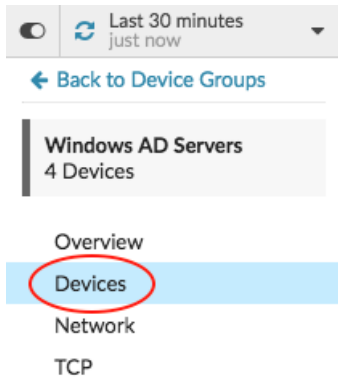 Last 30 minutes
just now
Back to Device Groups
Windows AD Servers
4 Devices
Overview
Devices
Network
TCP